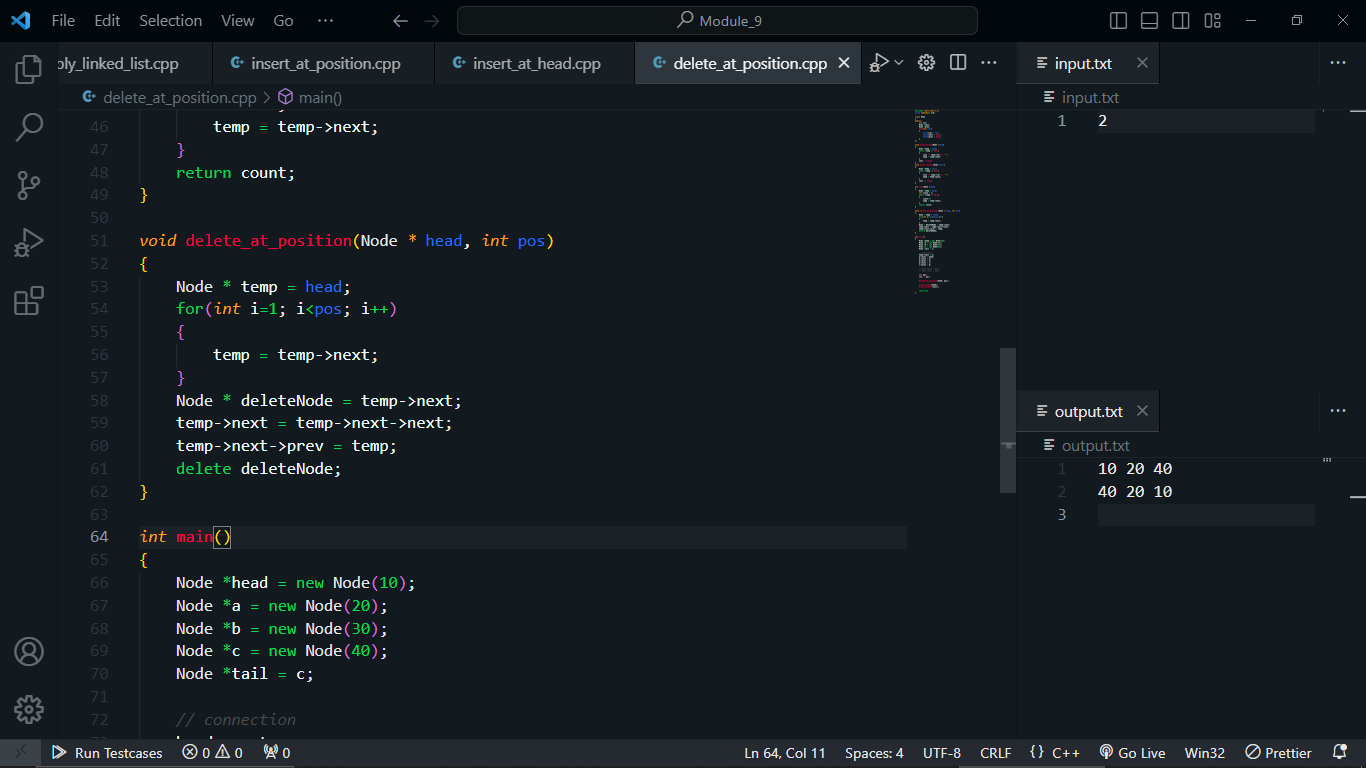 File Edit Selection View Go ··· Module_9
ply_linked_list.cpp insert_at_position.cpp insert_at_head.cpp delete_at_position.cpp
delete_at_position.cpp > main()
46 temp = temp->next;
47 }
48 return count;
49 }
50
51 void delete_at_position(Node * head, int pos)
52 {
53 Node * temp = head;
54 for(int i=1; i<pos; i++)
55 {
56 temp = temp->next;
57 }
58 Node * deleteNode = temp->next;
59 temp->next = temp->next->next;
60 temp->next->prev = temp;
61 delete deleteNode;
62 }
63
64 int main()
65 {
66 Node *head = new Node(10);
67 Node *a = new Node(20);
68 Node *b = new Node(30);
69 Node *c = new Node(40);
70 Node *tail = c;
71
72 // connection
input.txt
input.txt
1 2
output.txt
output.txt
1 10 20 40
2 40 20 10
3
Run Testcases 0 0 0 Ln 64, Col 11 Spaces: 4 UTF-8 CRLF {} C++ Go Live Win32 Prettier